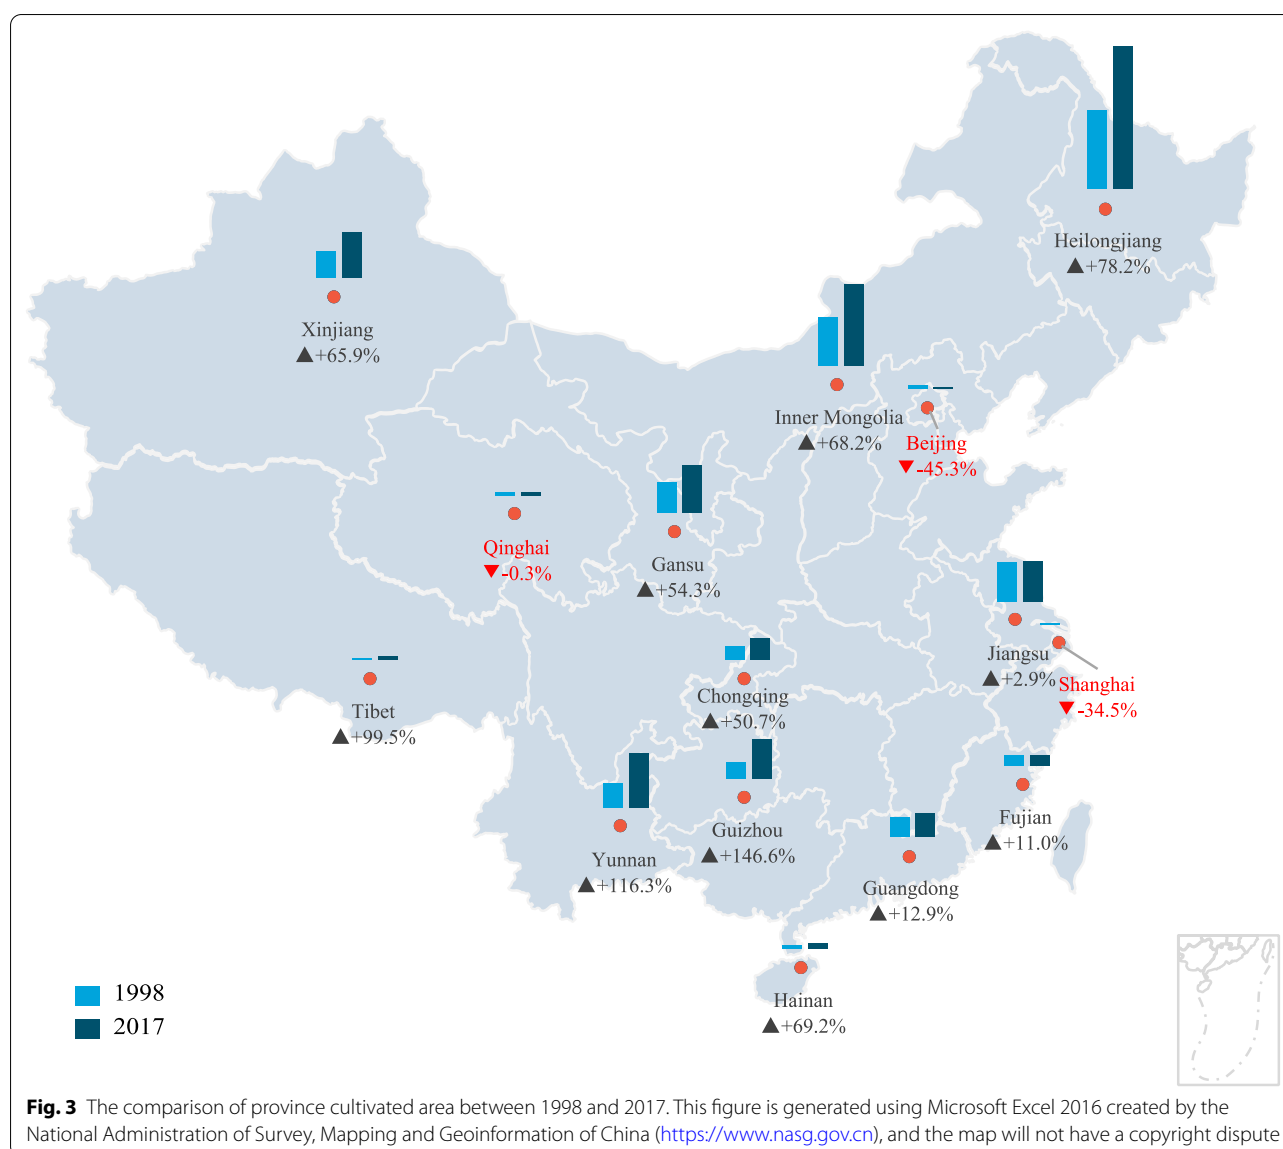 Heilongjiang
▲+78.2%
Xinjiang
▲+65.9%
Inner Mongolia
▲+68.2%
Beijing
▼-45.3%
Qinghai
▼-0.3%
Gansu
▲+54.3%
Jiangsu
▲+2.9%
Shanghai
▼-34.5%
Tibet
▲+99.5%
Chongqing
▲+50.7%
Guizhou
▲+146.6%
Yunnan
▲+116.3%
Fujian
▲+11.0%
Guangdong
▲+12.9%
Hainan
▲+69.2%
1998
2017
Fig. 3 The comparison of province cultivated area between 1998 and 2017. This figure is generated using Microsoft Excel 2016 created by the
National Administration of Survey, Mapping and Geoinformation of China (https://www.nasg.gov.cn), and the map will not have a copyright dispute